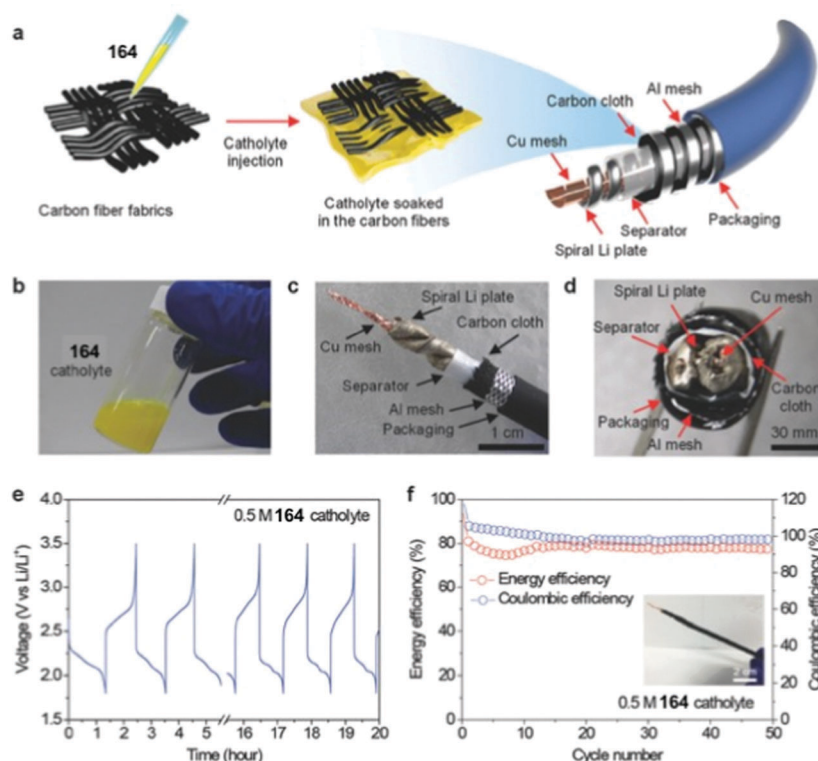 a
164
Carbon fiber fabrics
Catholyte
injection
Catholyte soaked
in the carbon fibers
Carbon cloth
Al mesh
Cu mesh
Spiral Li plate
Separator
Packaging
b
164
catholyte
c
Spiral Li plate
Carbon cloth
Cu mesh
Separator
Al mesh
Packaging
1 cm
d
Spiral Li plate
Cu mesh
Separator
Carbon
cloth
Packaging
Al mesh
30 mm
e
4.0
3.5
3.0
2.5
2.0
1.5
Voltage (V vs Li/Li⁺)
0.5 M 164 catholyte
0 1 2 3 4 5 16 17 18 19 20
Time (hour)
f
100
80
60
40
20
0
Energy efficiency (%)
Energy efficiency
Coulombic efficiency
2 cm
0.5 M 164 catholyte
120
100
80
60
40
20
0
Coulombic efficiency (%)
0 10 20 30 40 50
Cycle number